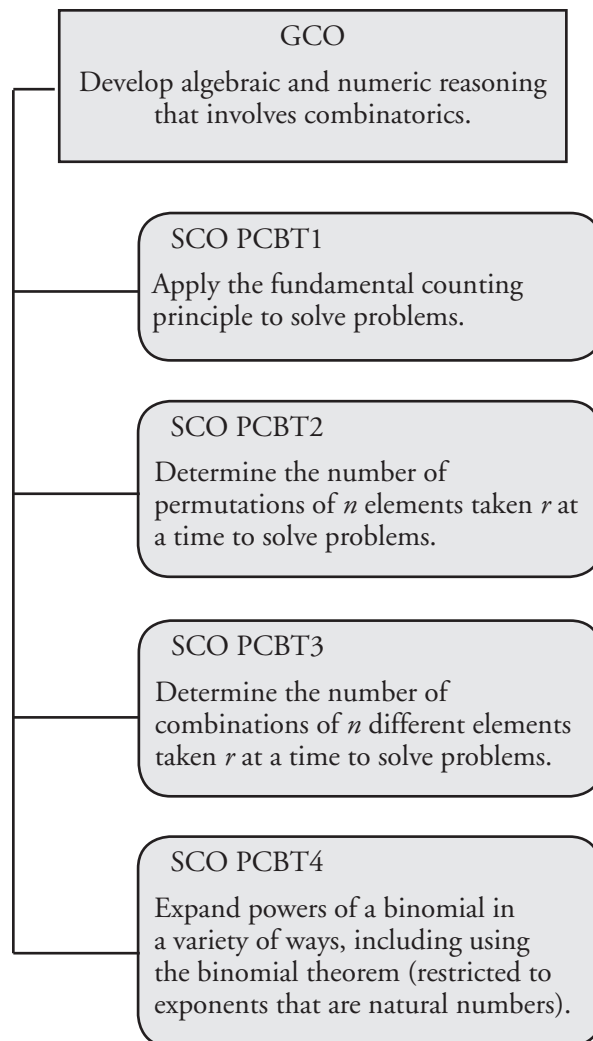 GCO
Develop algebraic and numeric reasoning
that involves combinatorics.
SCO PCBT1
Apply the fundamental counting
principle to solve problems.
SCO PCBT2
Determine the number of
permutations of n elements taken r at
a time to solve problems.
SCO PCBT3
Determine the number of
combinations of n different elements
taken r at a time to solve problems.
SCO PCBT4
Expand powers of a binomial in
a variety of ways, including using
the binomial theorem (restricted to
exponents that are natural numbers).